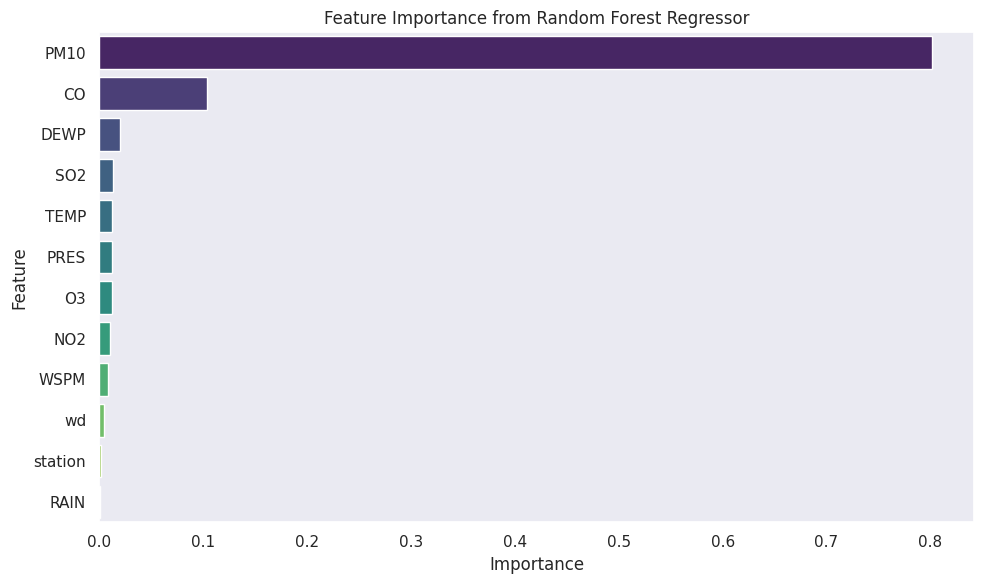 Feature Importance from Random Forest Regressor
PM10
CO
DEWP
SO2
TEMP
PRES
O3
NO2
WSPM
wd
station
RAIN
Feature
0.0 0.1 0.2 0.3 0.4 0.5 0.6 0.7 0.8
Importance